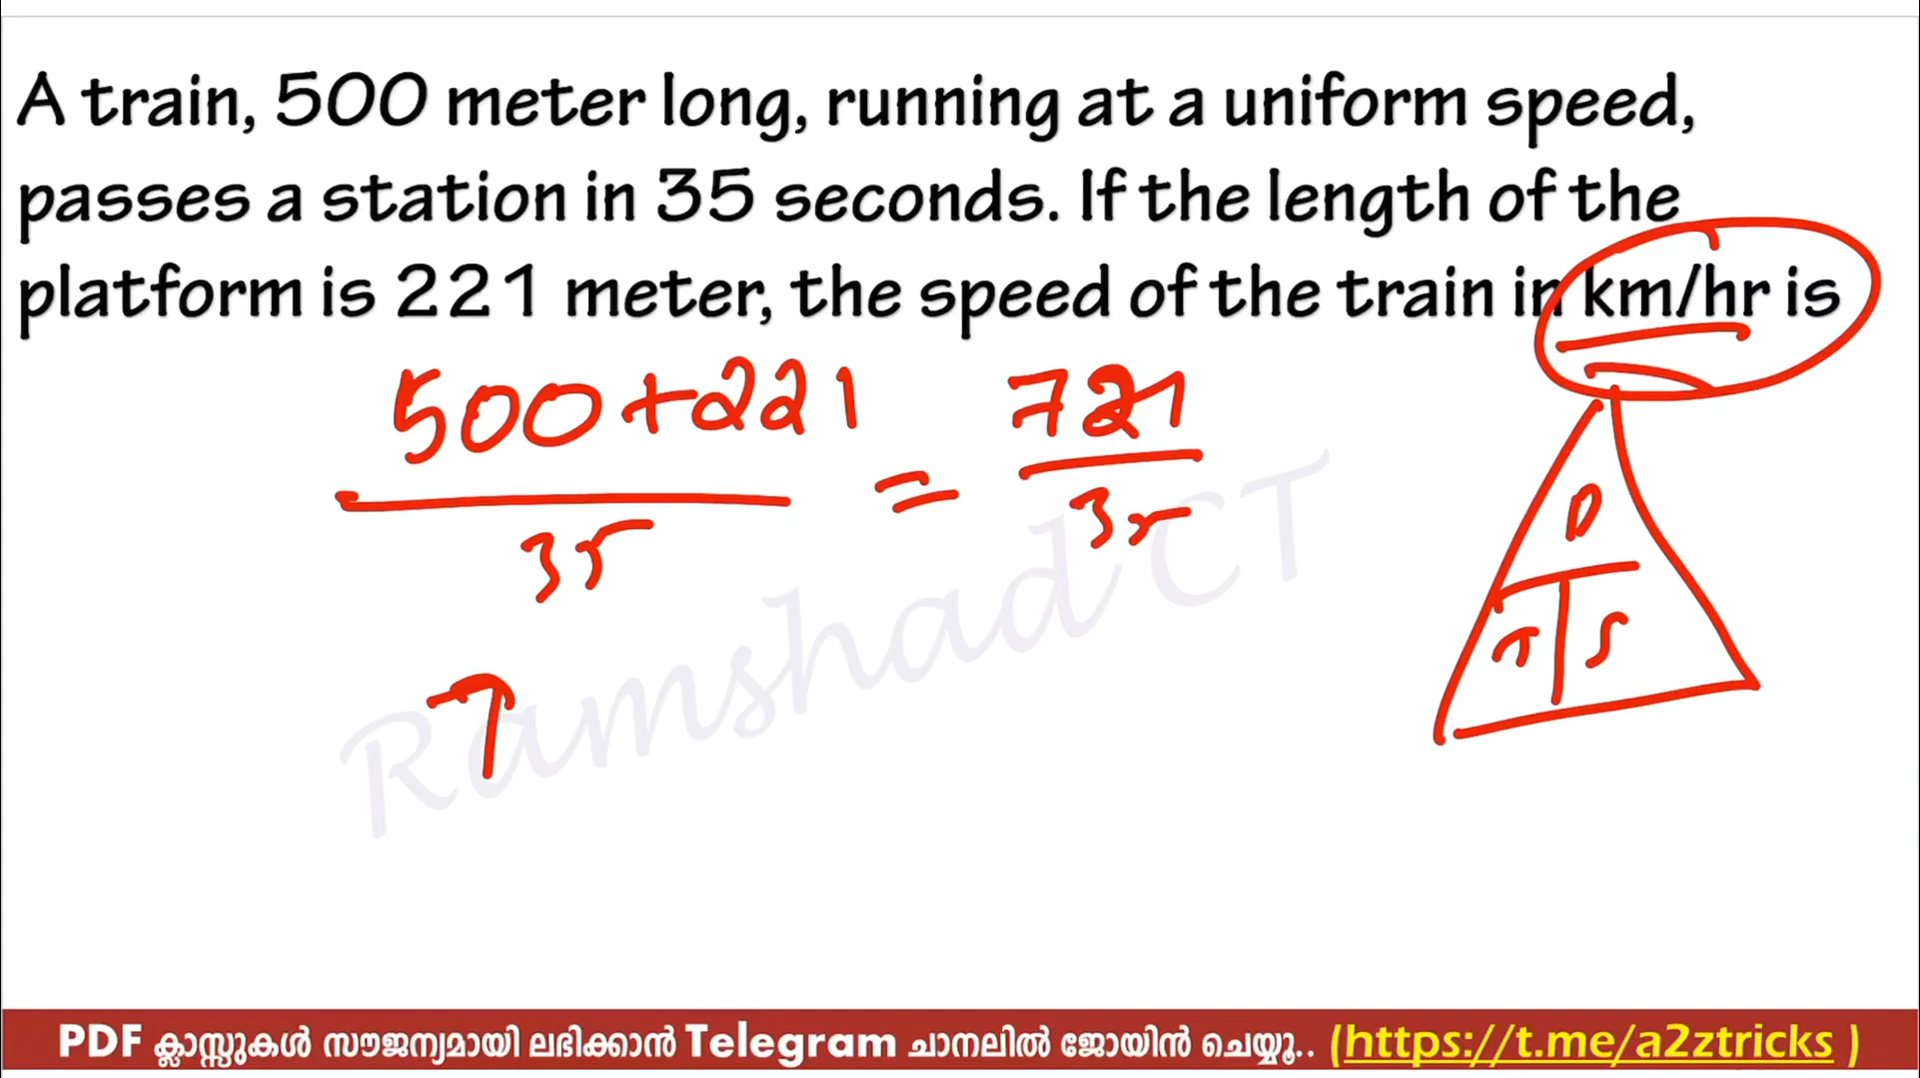 A train, 500 meter long, running at a uniform speed,
passes a station in 35 seconds. If the length of the
platform is 221 meter, the speed of the train in km/hr is
500+221 = 721
35 35
D
T S
7
Ramshad CT
PDF ക്ലാസ്സുകൾ സൗജന്യമായി ലഭിക്കാൻ Telegram ചാനലിൽ ജോയിൻ ചെയ്യൂ.. (https://t.me/a2ztricks )